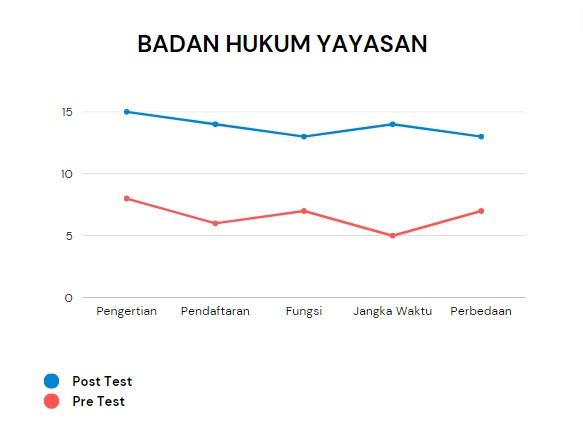 BADAN HUKUM YAYASAN
15
10
5
0
Pengertian Pendaftaran Fungsi Jangka Waktu Perbedaan
Post Test
Pre Test